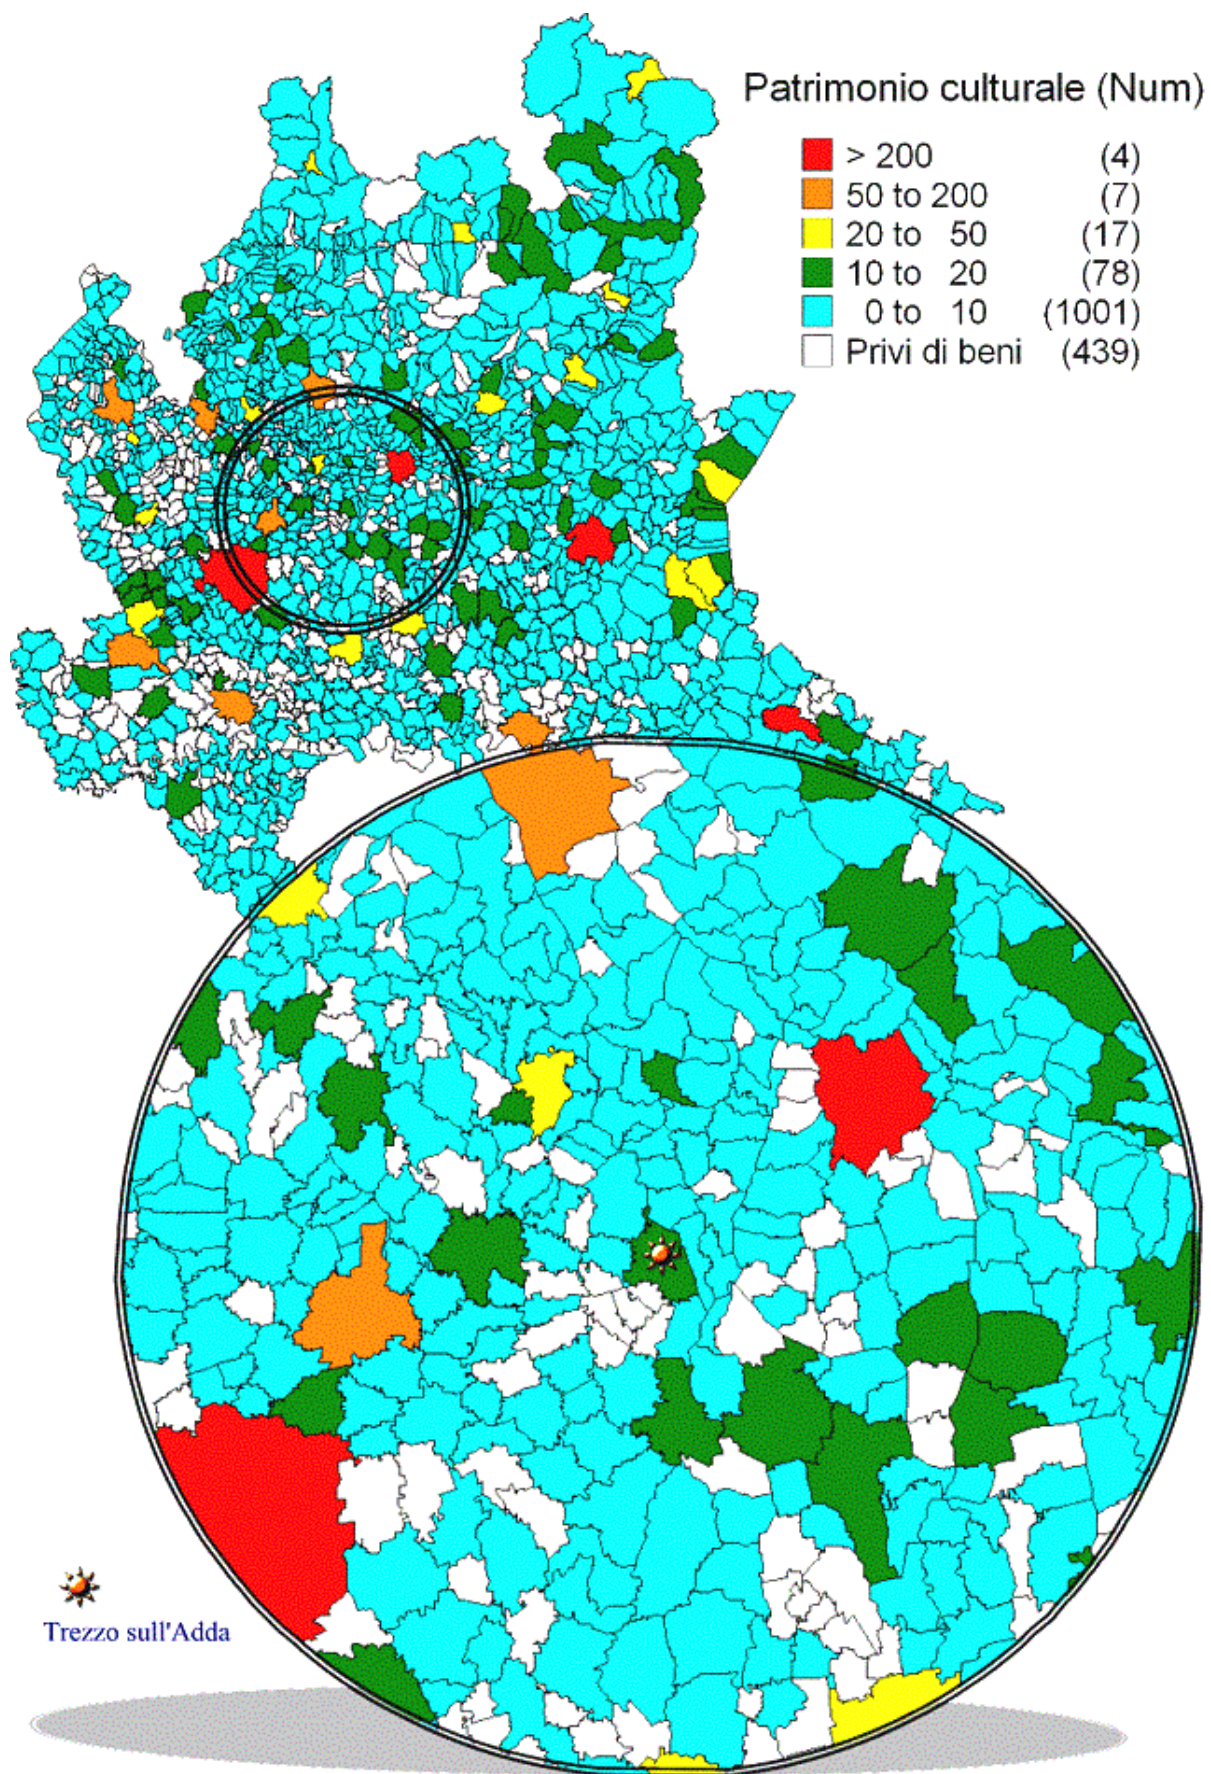 Patrimonio culturale (Num)
> 200 (4)
50 to 200 (7)
20 to 50 (17)
10 to 20 (78)
0 to 10 (1001)
Privi di beni (439)
Trezzo sull'Adda